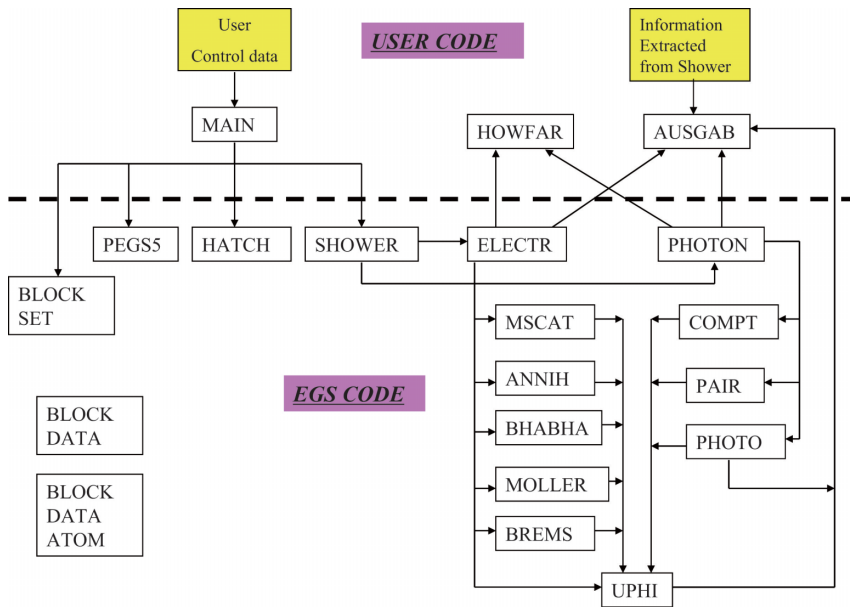 User
Control data
USER CODE
Information
Extracted
from Shower
MAIN
HOWFAR
AUSGAB
PEGS5
HATCH
SHOWER
ELECTR
PHOTON
BLOCK
SET
MSCAT
COMPT
EGS CODE
ANNIH
PAIR
BLOCK
DATA
BHABHA
PHOTO
BLOCK
DATA
ATOM
MOLLER
BREMS
UPHI